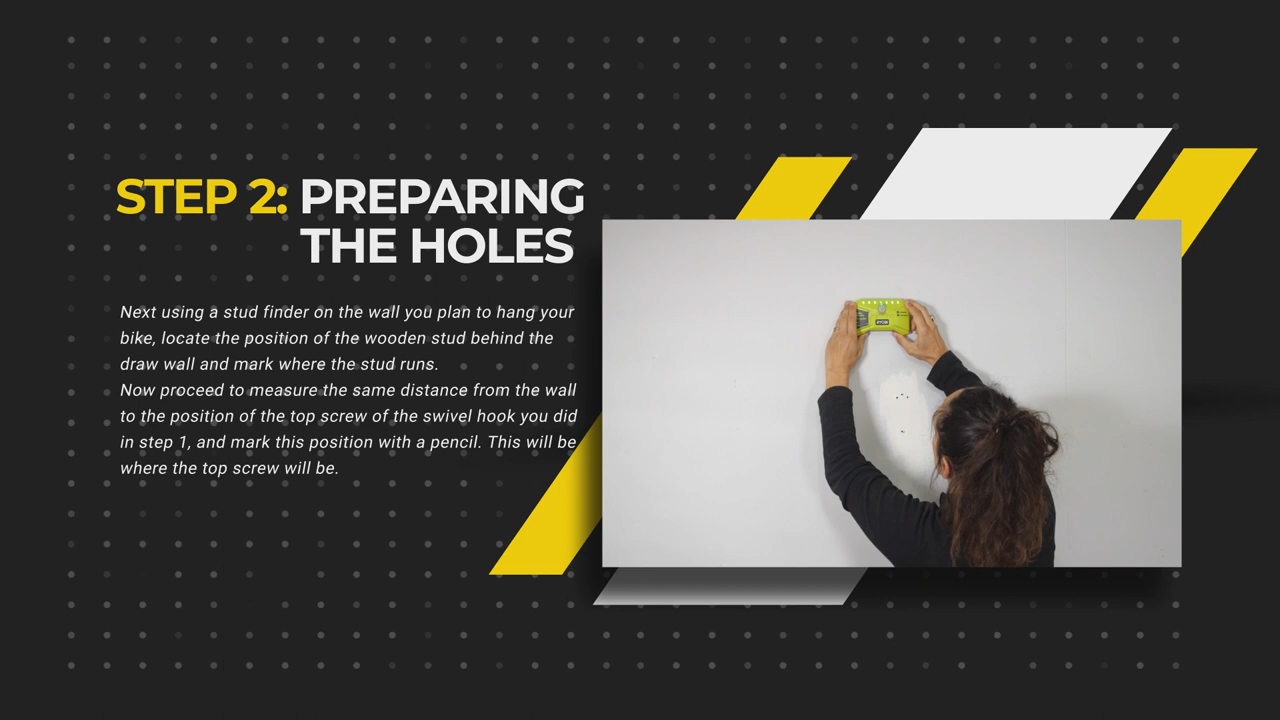 STEP 2: PREPARING
THE HOLES
Next using a stud finder on the wall you plan to hang your
bike, locate the position of the wooden stud behind the
draw wall and mark where the stud runs.
Now proceed to measure the same distance from the wall
to the position of the top screw of the swivel hook you did
in step 1, and mark this position with a pencil. This will be
where the top screw will be.
RYOBI